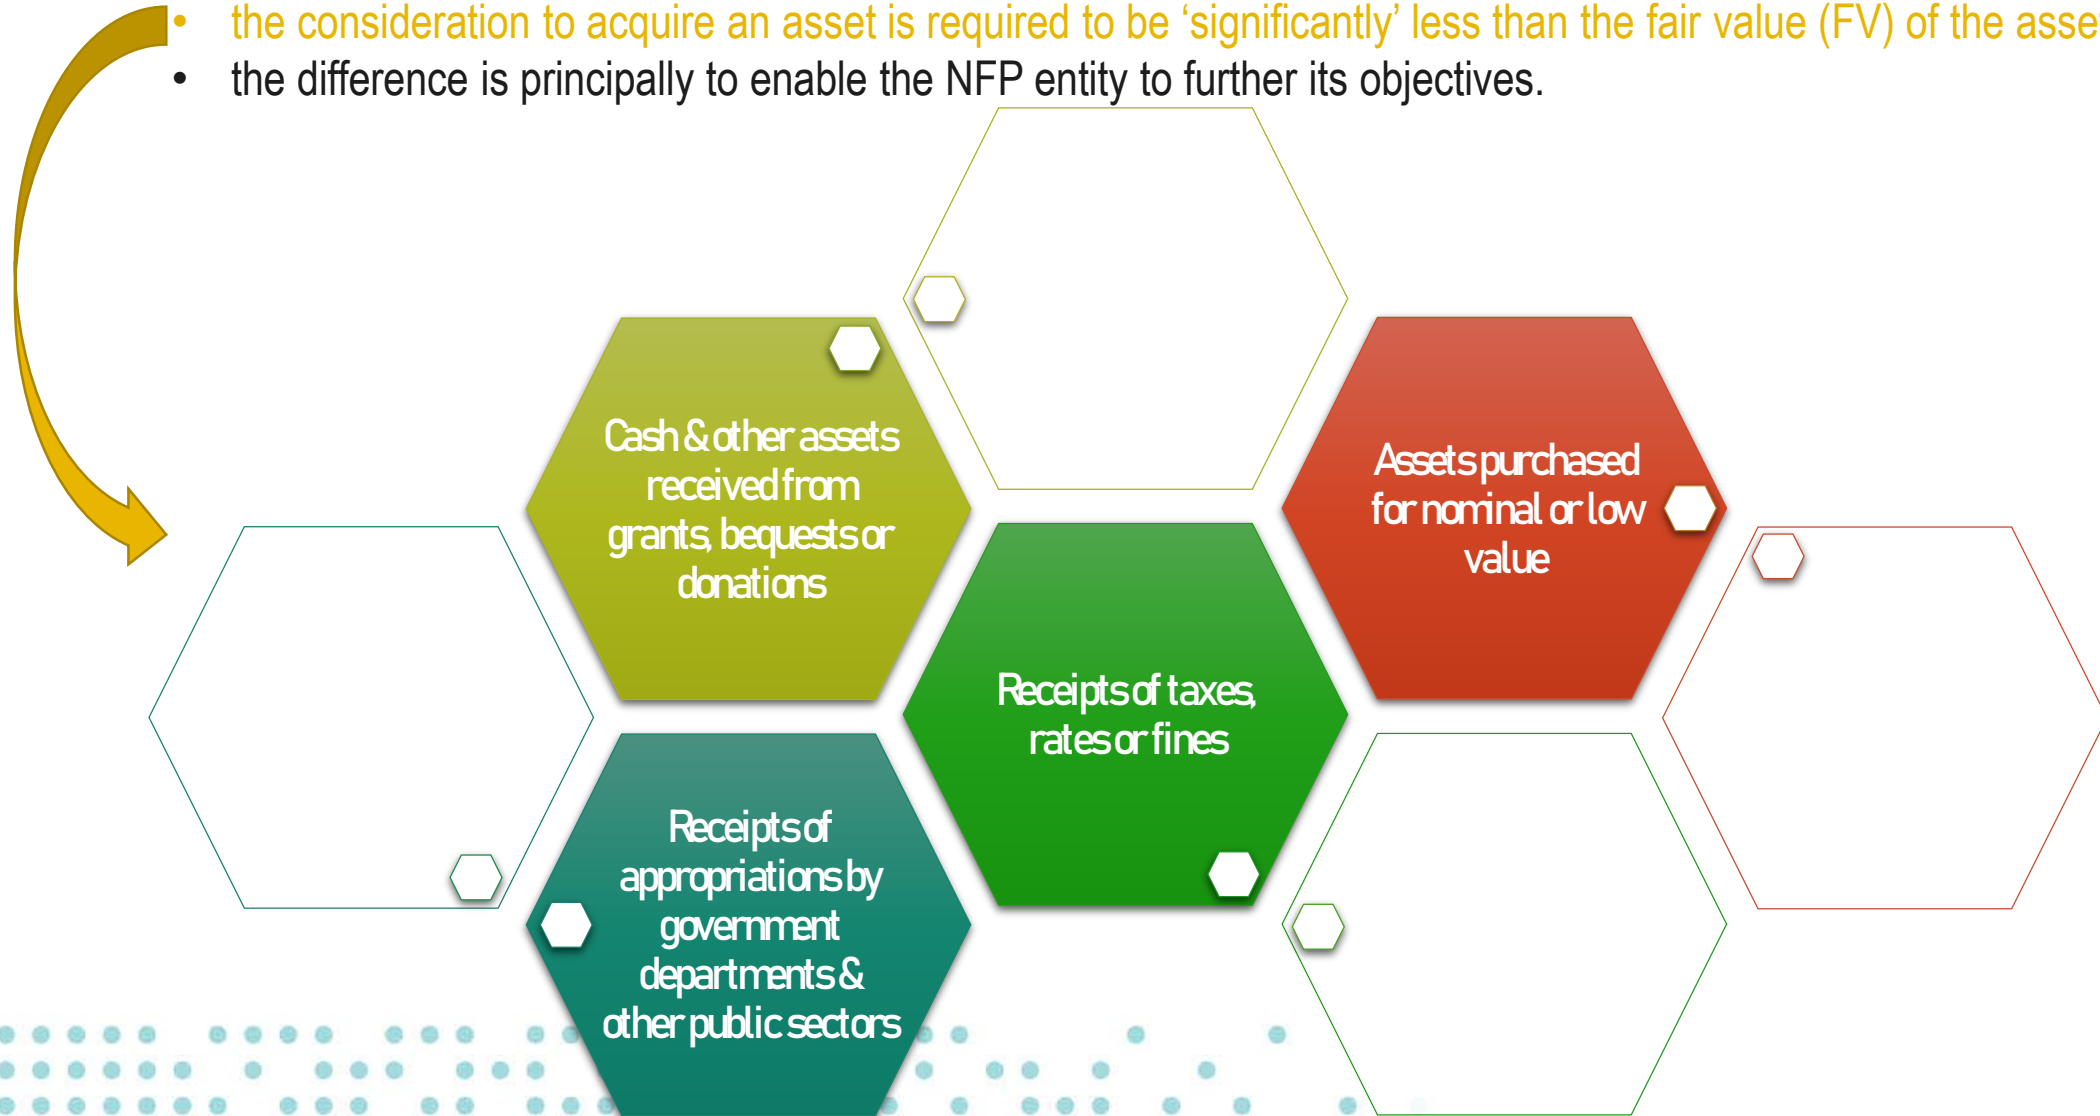 • the consideration to acquire an asset is required to be ‘significantly’ less than the fair value (FV) of the asse
• the difference is principally to enable the NFP entity to further its objectives.
Cash & other assets
received from
grants, bequests or
donations
Assets purchased
for nominal or low
value
Receipts of taxes,
rates or fines
Receipts of
appropriations by
government
departments &
other public sectors